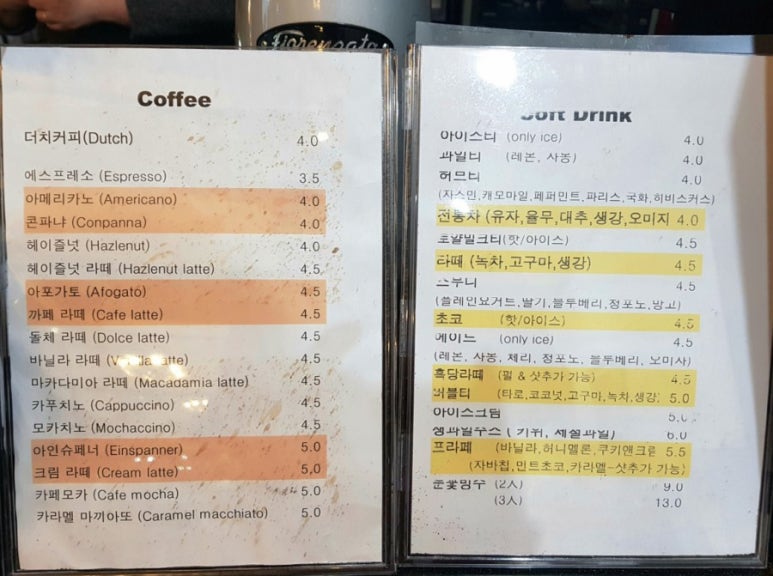 Fiorenzato
Coffee
더치커피(Dutch) 4.0
에스프레소 (Espresso) 3.5
아메리카노 (Americano) 4.0
콘파냐 (Conpanna) 4.0
헤이즐넛 (Hazlenut) 4.0
헤이즐넛 라떼 (Hazlenut latte) 4.5
아포가토 (Afogato) 4.5
까페 라떼 (Cafe latte) 4.5
돌체 라떼 (Dolce latte) 4.5
바닐라 라떼 (Vanilla latte) 4.5
마카다미아 라떼 (Macadamia latte) 4.5
카푸치노 (Cappuccino) 4.5
모카치노 (Mochaccino) 4.5
아인슈페너 (Einspanner) 5.0
크림 라떼 (Cream latte) 5.0
카페모카 (Cafe mocha) 5.0
카라멜 마끼아또 (Caramel macchiato) 5.0
Soft Drink
아이스티 (only ice) 4.0
과일티 (레몬, 자몽) 4.0
허브티 4.0
(자스민,캐모마일,페퍼민트,파리스,국화,히비스커스)
전통차 (유자,율무,대추,생강,오미자 4.0
로얄밀크티(핫/아이스) 4.5
라떼 (녹차,고구마,생강) 4.5
스무디 4.5
(플레인요거트,딸기,블루베리,청포도,망고)
초코 (핫/아이스) 4.5
에이드 (only ice) 4.5
(레몬, 자몽, 체리, 청포도, 블루베리, 오미자)
흑당라떼 (펄 & 샷추가 가능) 4.5
버블티 (타로,코코넛,고구마,녹차,생강) 5.0
아이스크림 5.0
생과일주스 ( 키위, 제철과일) 6.0
프라페 (바닐라,허니멜론,쿠키앤크림 5.5
(자바칩,민트초코,카라멜-샷추가 가능)
눈꽃빙수 (2人) 9.0
(3人) 13.0